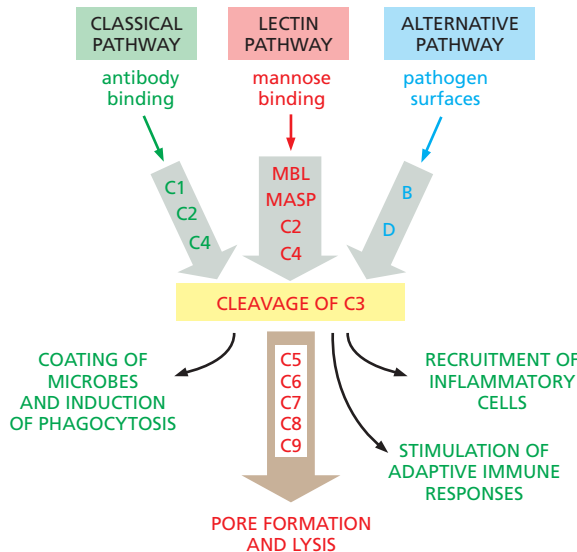 CLASSICAL
PATHWAY
LECTIN
PATHWAY
ALTERNATIVE
PATHWAY
antibody
binding
mannose
binding
pathogen
surfaces
C1
C2
C4
MBL
MASP
C2
C4
B
D
CLEAVAGE OF C3
COATING OF
MICROBES
AND INDUCTION
OF PHAGOCYTOSIS
C5
C6
C7
C8
C9
RECRUITMENT OF
INFLAMMATORY
CELLS
STIMULATION OF
ADAPTIVE IMMUNE
RESPONSES
PORE FORMATION
AND LYSIS